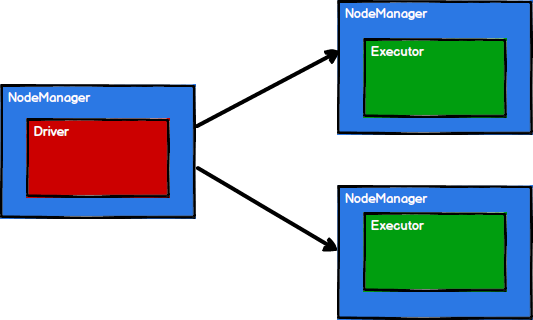 NodeManager
Driver
NodeManager
Executor
NodeManager
Executor